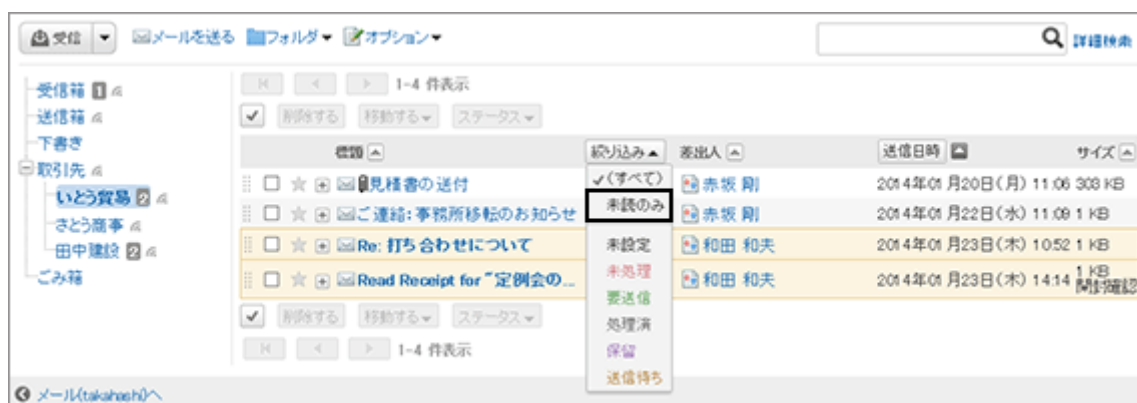 受信 メールを送る フォルダ オプション 詳細検索
受信箱 1
送信箱
下書き
取引先
いとう貿易 2
さとう商事
田中建設 2
ごみ箱
1-4 件表示
削除する 移動する ステータス
標題 絞り込み 差出人 送信日時 サイズ
見積書の送付 赤坂 剛 2014年01月20日(月) 11:06 303 KB
ご連絡:事務所移転のお知らせ 赤坂 剛 2014年01月22日(水) 11:09 1 KB
Re: 打ち合わせについて 和田 和夫 2014年01月23日(木) 10:52 1 KB
Read Receipt for "定例会の... 和田 和夫 2014年01月23日(木) 14:14 1 KB
開封確認
(すべて)
未読のみ
未設定
未処理
要送信
処理済
保留
送信待ち
削除する 移動する ステータス
1-4 件表示
メール(takahashi)へ